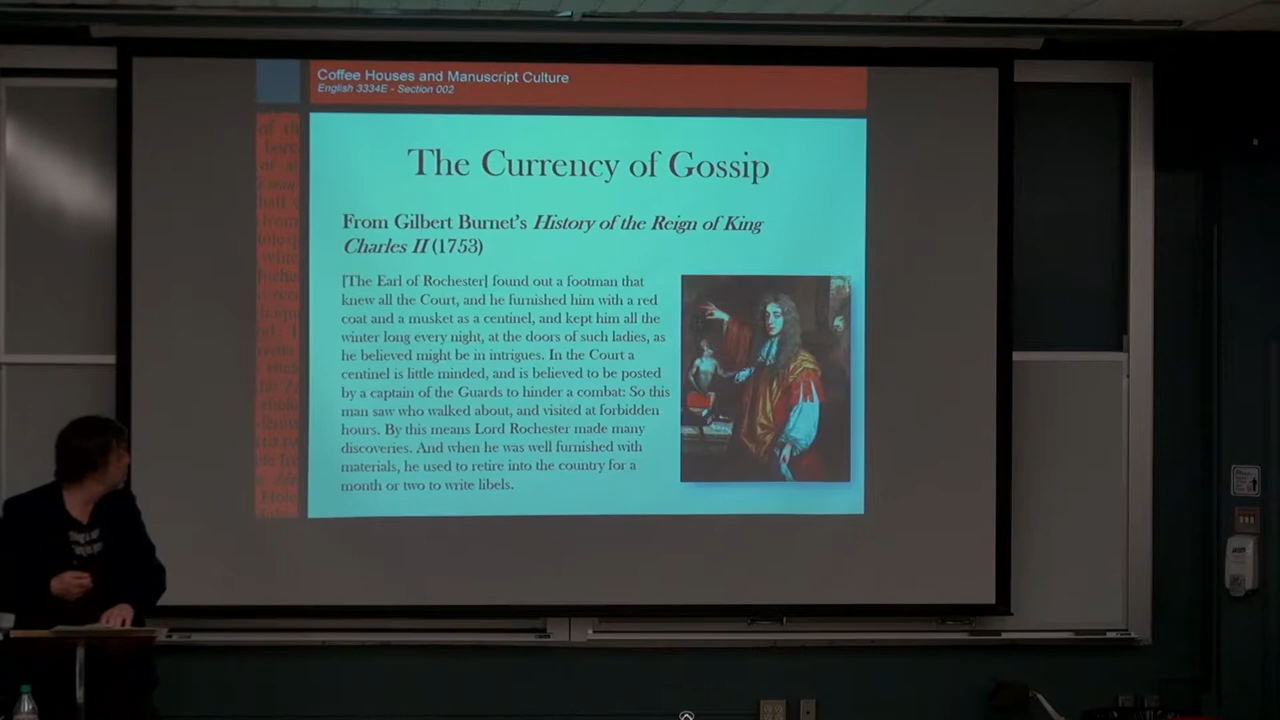 Coffee Houses and Manuscript Culture
English 3334E - Section 002
The Currency of Gossip
From Gilbert Burnet's History of the Reign of King
Charles II (1753)
[The Earl of Rochester] found out a footman that
knew all the Court, and he furnished him with a red
coat and a musket as a centinel, and kept him all the
winter long every night, at the doors of such ladies, as
he believed might be in intrigues. In the Court a
centinel is little minded, and is believed to be posted
by a captain of the Guards to hinder a combat: So this
man saw who walked about, and visited at forbidden
hours. By this means Lord Rochester made many
discoveries. And when he was well furnished with
materials, he used to retire into the country for a
month or two to write libels.